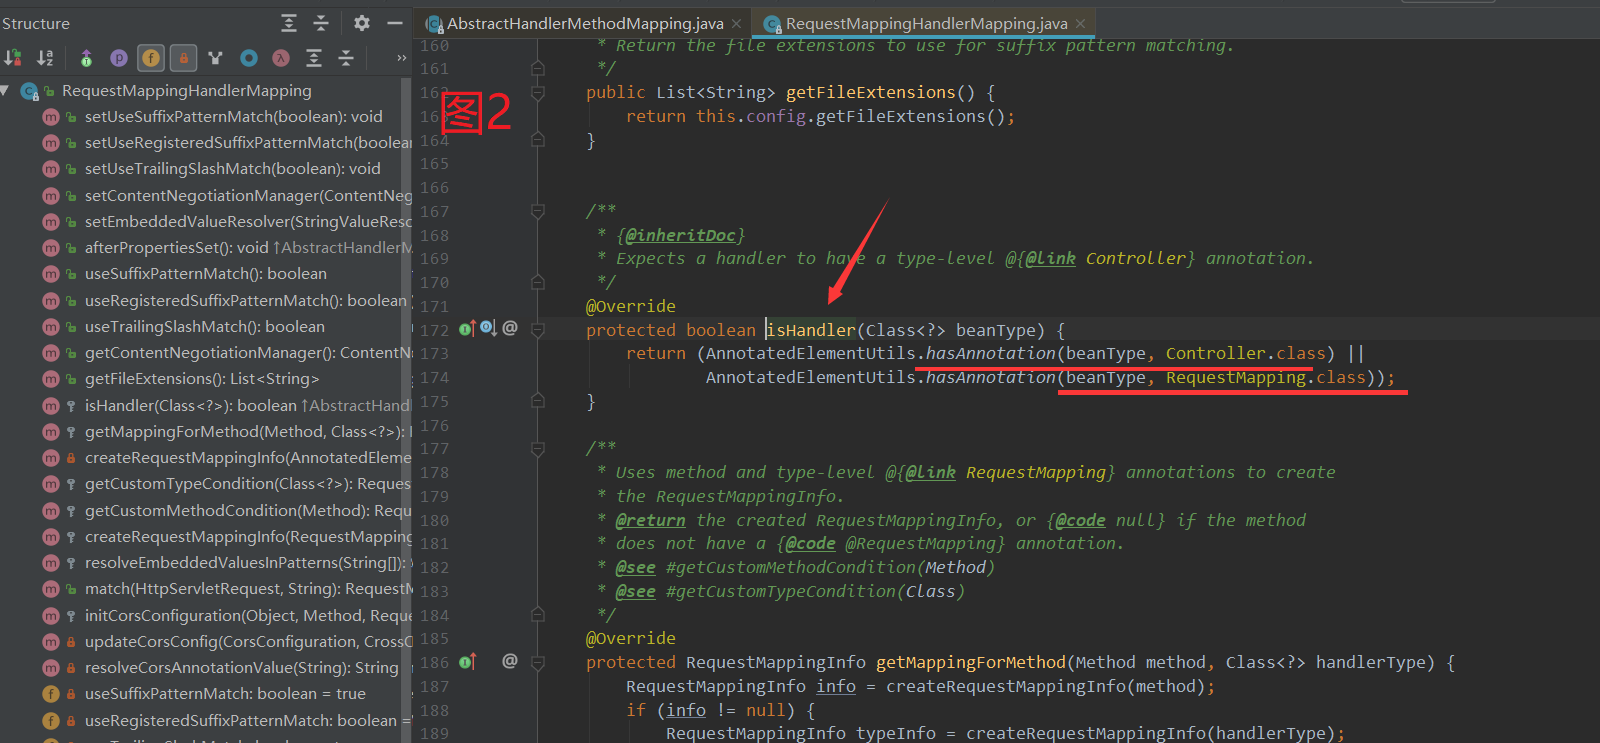 Structure
RequestMappingHandlerMapping
setUseSuffixPatternMatch(boolean): void
setUseRegisteredSuffixPatternMatch(boolea
setUseTrailingSlashMatch(boolean): void
setContentNegotiationManager(ContentNeg
setEmbeddedValueResolver(StringValueReso
afterPropertiesSet(): void ↑AbstractHandlerM
useSuffixPatternMatch(): boolean
useRegisteredSuffixPatternMatch(): boolean
useTrailingSlashMatch(): boolean
getContentNegotiationManager(): ContentN
getFileExtensions(): List<String>
isHandler(Class<?>): boolean ↑AbstractHand
getMappingForMethod(Method, Class<?>):
createRequestMappingInfo(AnnotatedEleme
getCustomTypeCondition(Class<?>): Reques
getCustomMethodCondition(Method): Requ
createRequestMappingInfo(RequestMapping
resolveEmbeddedValuesInPatterns(String[]):
match(HttpServletRequest, String): RequestM
initCorsConfiguration(Object, Method, Reque
updateCorsConfig(CorsConfiguration, CrossO
resolveCorsAnnotationValue(String): String
useSuffixPatternMatch: boolean = true
useRegisteredSuffixPatternMatch: boolean =
AbstractHandlerMethodMapping.java
RequestMappingHandlerMapping.java
图2
160 * Return the file extensions to use for suffix pattern matching.
161 */
162 public List<String> getFileExtensions() {
163 return this.config.getFileExtensions();
164 }
165
166
167 /**
168 * {@inheritDoc}
169 * Expects a handler to have a type-level @{@link Controller} annotation.
170 */
171 @Override
172 @ protected boolean isHandler(Class<?> beanType) {
173 return (AnnotatedElementUtils.hasAnnotation(beanType, Controller.class) ||
174 AnnotatedElementUtils.hasAnnotation(beanType, RequestMapping.class));
175 }
176
177 /**
178 * Uses method and type-level @{@link RequestMapping} annotations to create
179 * the RequestMappingInfo.
180 * @return the created RequestMappingInfo, or {@code null} if the method
181 * does not have a {@code @RequestMapping} annotation.
182 * @see #getCustomMethodCondition(Method)
183 * @see #getCustomTypeCondition(Class)
184 */
185 @Override
186 @ protected RequestMappingInfo getMappingForMethod(Method method, Class<?> handlerType) {
187 RequestMappingInfo info = createRequestMappingInfo(method);
188 if (info != null) {
189 RequestMappingInfo typeInfo = createRequestMappingInfo(handlerType);